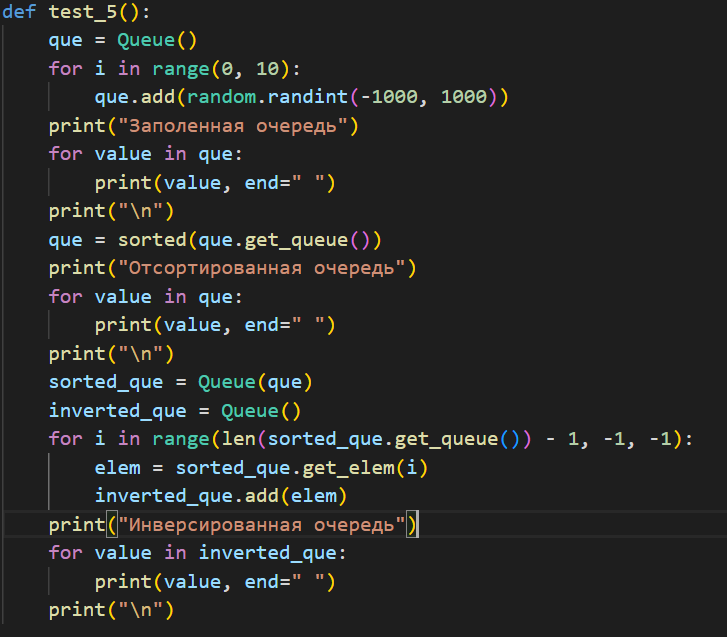 def test_5():
    que = Queue()
    for i in range(0, 10):
        que.add(random.randint(-1000, 1000))
    print("Заполенная очередь")
    for value in que:
        print(value, end=" ")
    print("\n")
    que = sorted(que.get_queue())
    print("Отсортированная очередь")
    for value in que:
        print(value, end=" ")
    print("\n")
    sorted_que = Queue(que)
    inverted_que = Queue()
    for i in range(len(sorted_que.get_queue()) - 1, -1, -1):
        elem = sorted_que.get_elem(i)
        inverted_que.add(elem)
    print("Инверсированная очередь")
    for value in inverted_que:
        print(value, end=" ")
    print("\n")